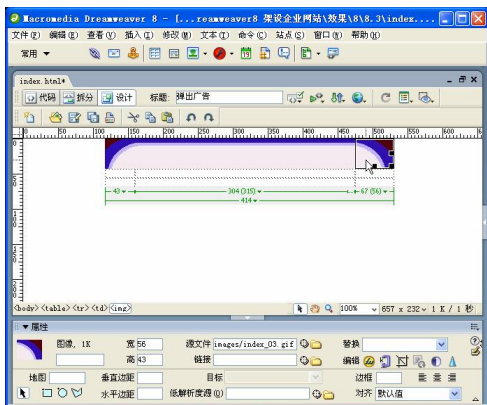 Macromedia Dreamweaver 8 - [...reamweaver8 架设企业网站\效果\8\8.3\index....
文件(F) 编辑(E) 查看(V) 插入(I) 修改(M) 文本(T) 命令(C) 站点(S) 窗口(W) 帮助(H)
常用
index.html*
代码 拆分 设计 标题: 弹出广告
0 50 100 150 200 250 300 350 400 450 500 550 600
43 304 (315) 67 (56)
414
<body><table><tr><td><img> 100% 657 x 232 1 K / 1 秒
属性
图像, 1K 宽 56 源文件 images/index_03.gif 替换
高 43 链接 编辑
地图 垂直边距 目标 边框
水平边距 低解析度源(O) 对齐 默认值